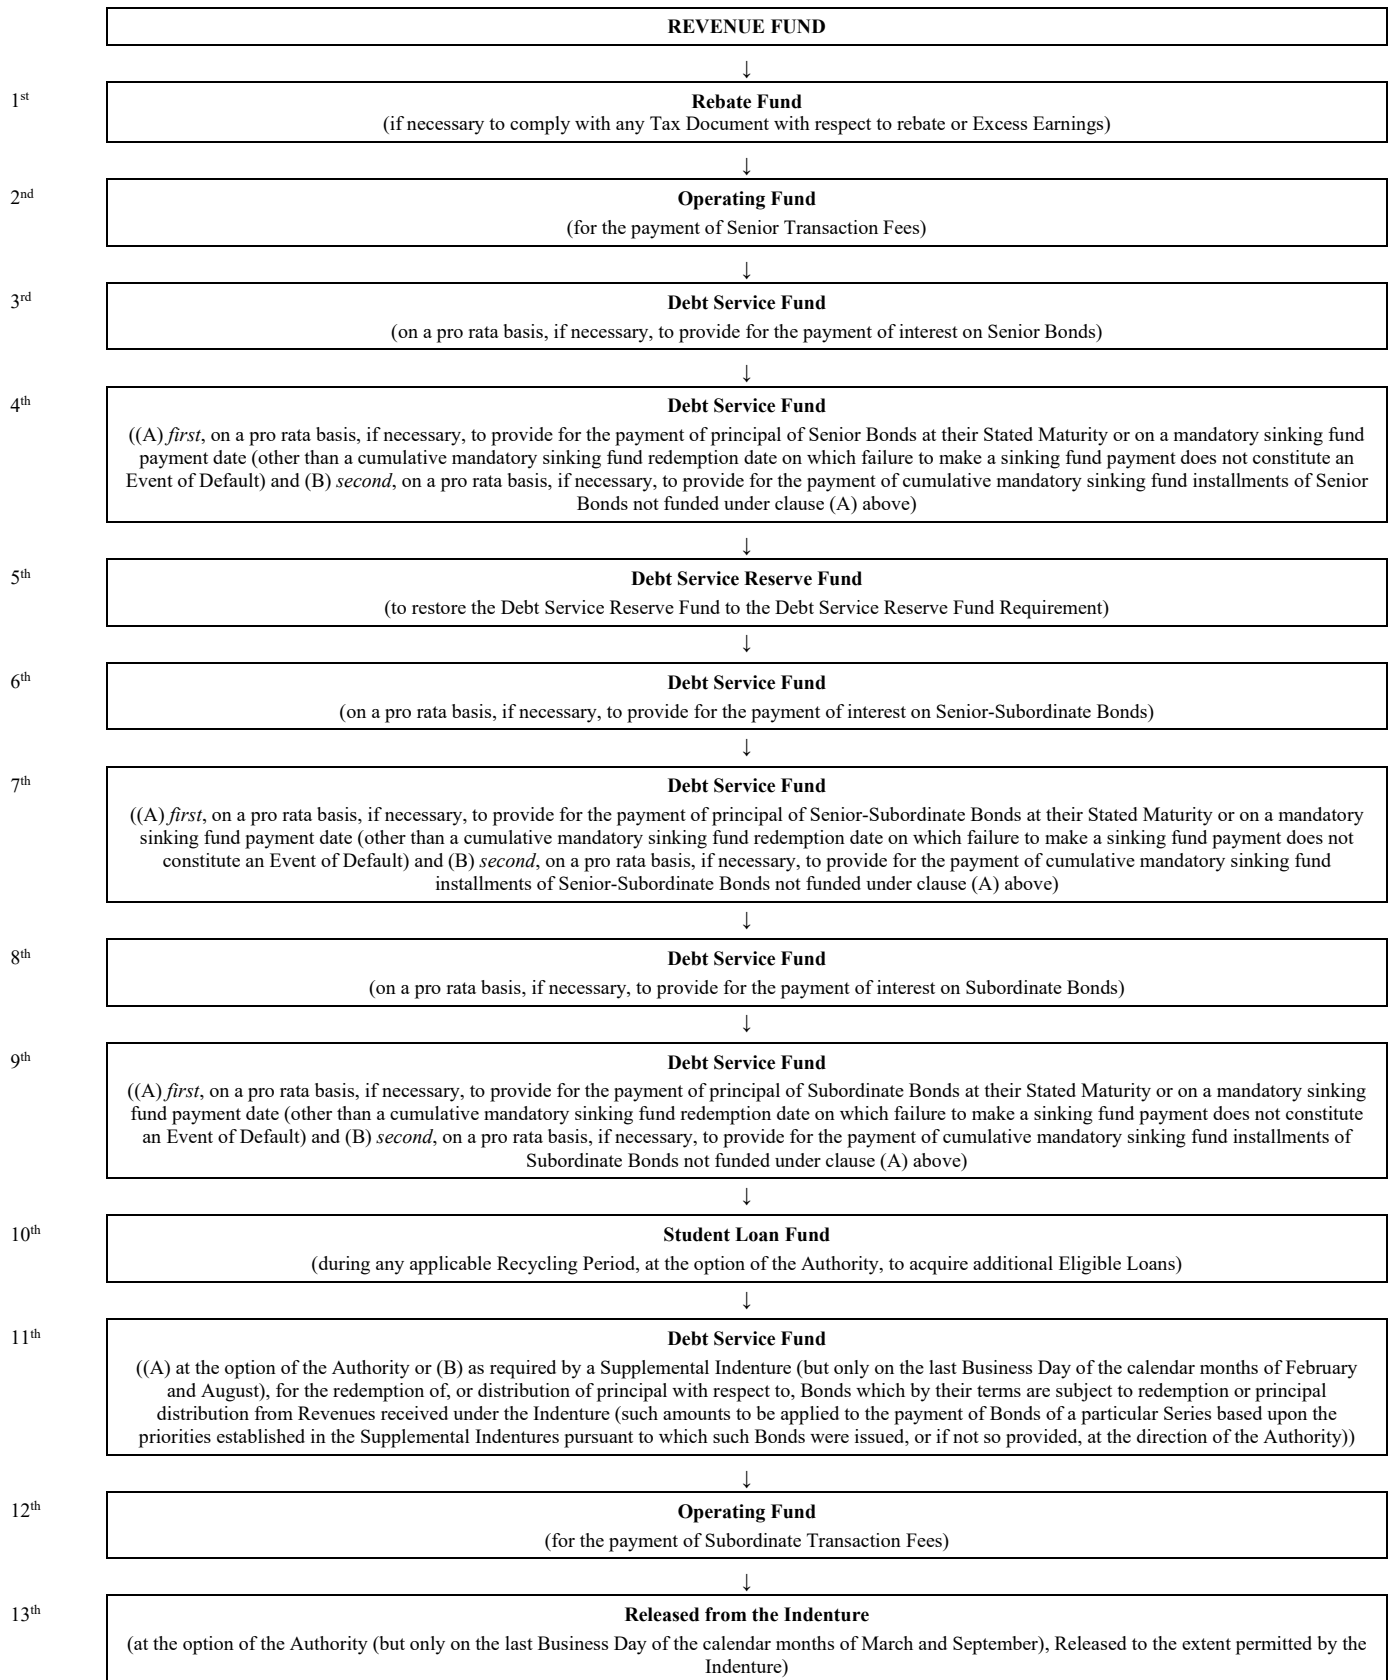 REVENUE FUND
↓
1st
Rebate Fund
(if necessary to comply with any Tax Document with respect to rebate or Excess Earnings)
↓
2nd
Operating Fund
(for the payment of Senior Transaction Fees)
↓
3rd
Debt Service Fund
(on a pro rata basis, if necessary, to provide for the payment of interest on Senior Bonds)
↓
4th
Debt Service Fund
((A) first, on a pro rata basis, if necessary, to provide for the payment of principal of Senior Bonds at their Stated Maturity or on a mandatory sinking fund
payment date (other than a cumulative mandatory sinking fund redemption date on which failure to make a sinking fund payment does not constitute an
Event of Default) and (B) second, on a pro rata basis, if necessary, to provide for the payment of cumulative mandatory sinking fund installments of Senior
Bonds not funded under clause (A) above)
↓
5th
Debt Service Reserve Fund
(to restore the Debt Service Reserve Fund to the Debt Service Reserve Fund Requirement)
↓
6th
Debt Service Fund
(on a pro rata basis, if necessary, to provide for the payment of interest on Senior-Subordinate Bonds)
↓
7th
Debt Service Fund
((A) first, on a pro rata basis, if necessary, to provide for the payment of principal of Senior-Subordinate Bonds at their Stated Maturity or on a mandatory
sinking fund payment date (other than a cumulative mandatory sinking fund redemption date on which failure to make a sinking fund payment does not
constitute an Event of Default) and (B) second, on a pro rata basis, if necessary, to provide for the payment of cumulative mandatory sinking fund
installments of Senior-Subordinate Bonds not funded under clause (A) above)
↓
8th
Debt Service Fund
(on a pro rata basis, if necessary, to provide for the payment of interest on Subordinate Bonds)
↓
9th
Debt Service Fund
((A) first, on a pro rata basis, if necessary, to provide for the payment of principal of Subordinate Bonds at their Stated Maturity or on a mandatory sinking
fund payment date (other than a cumulative mandatory sinking fund redemption date on which failure to make a sinking fund payment does not constitute
an Event of Default) and (B) second, on a pro rata basis, if necessary, to provide for the payment of cumulative mandatory sinking fund installments of
Subordinate Bonds not funded under clause (A) above)
↓
10th
Student Loan Fund
(during any applicable Recycling Period, at the option of the Authority, to acquire additional Eligible Loans)
↓
11th
Debt Service Fund
((A) at the option of the Authority or (B) as required by a Supplemental Indenture (but only on the last Business Day of the calendar months of February
and August), for the redemption of, or distribution of principal with respect to, Bonds which by their terms are subject to redemption or principal
distribution from Revenues received under the Indenture (such amounts to be applied to the payment of Bonds of a particular Series based upon the
priorities established in the Supplemental Indentures pursuant to which such Bonds were issued, or if not so provided, at the direction of the Authority))
↓
12th
Operating Fund
(for the payment of Subordinate Transaction Fees)
↓
13th
Released from the Indenture
(at the option of the Authority (but only on the last Business Day of the calendar months of March and September), Released to the extent permitted by the
Indenture)